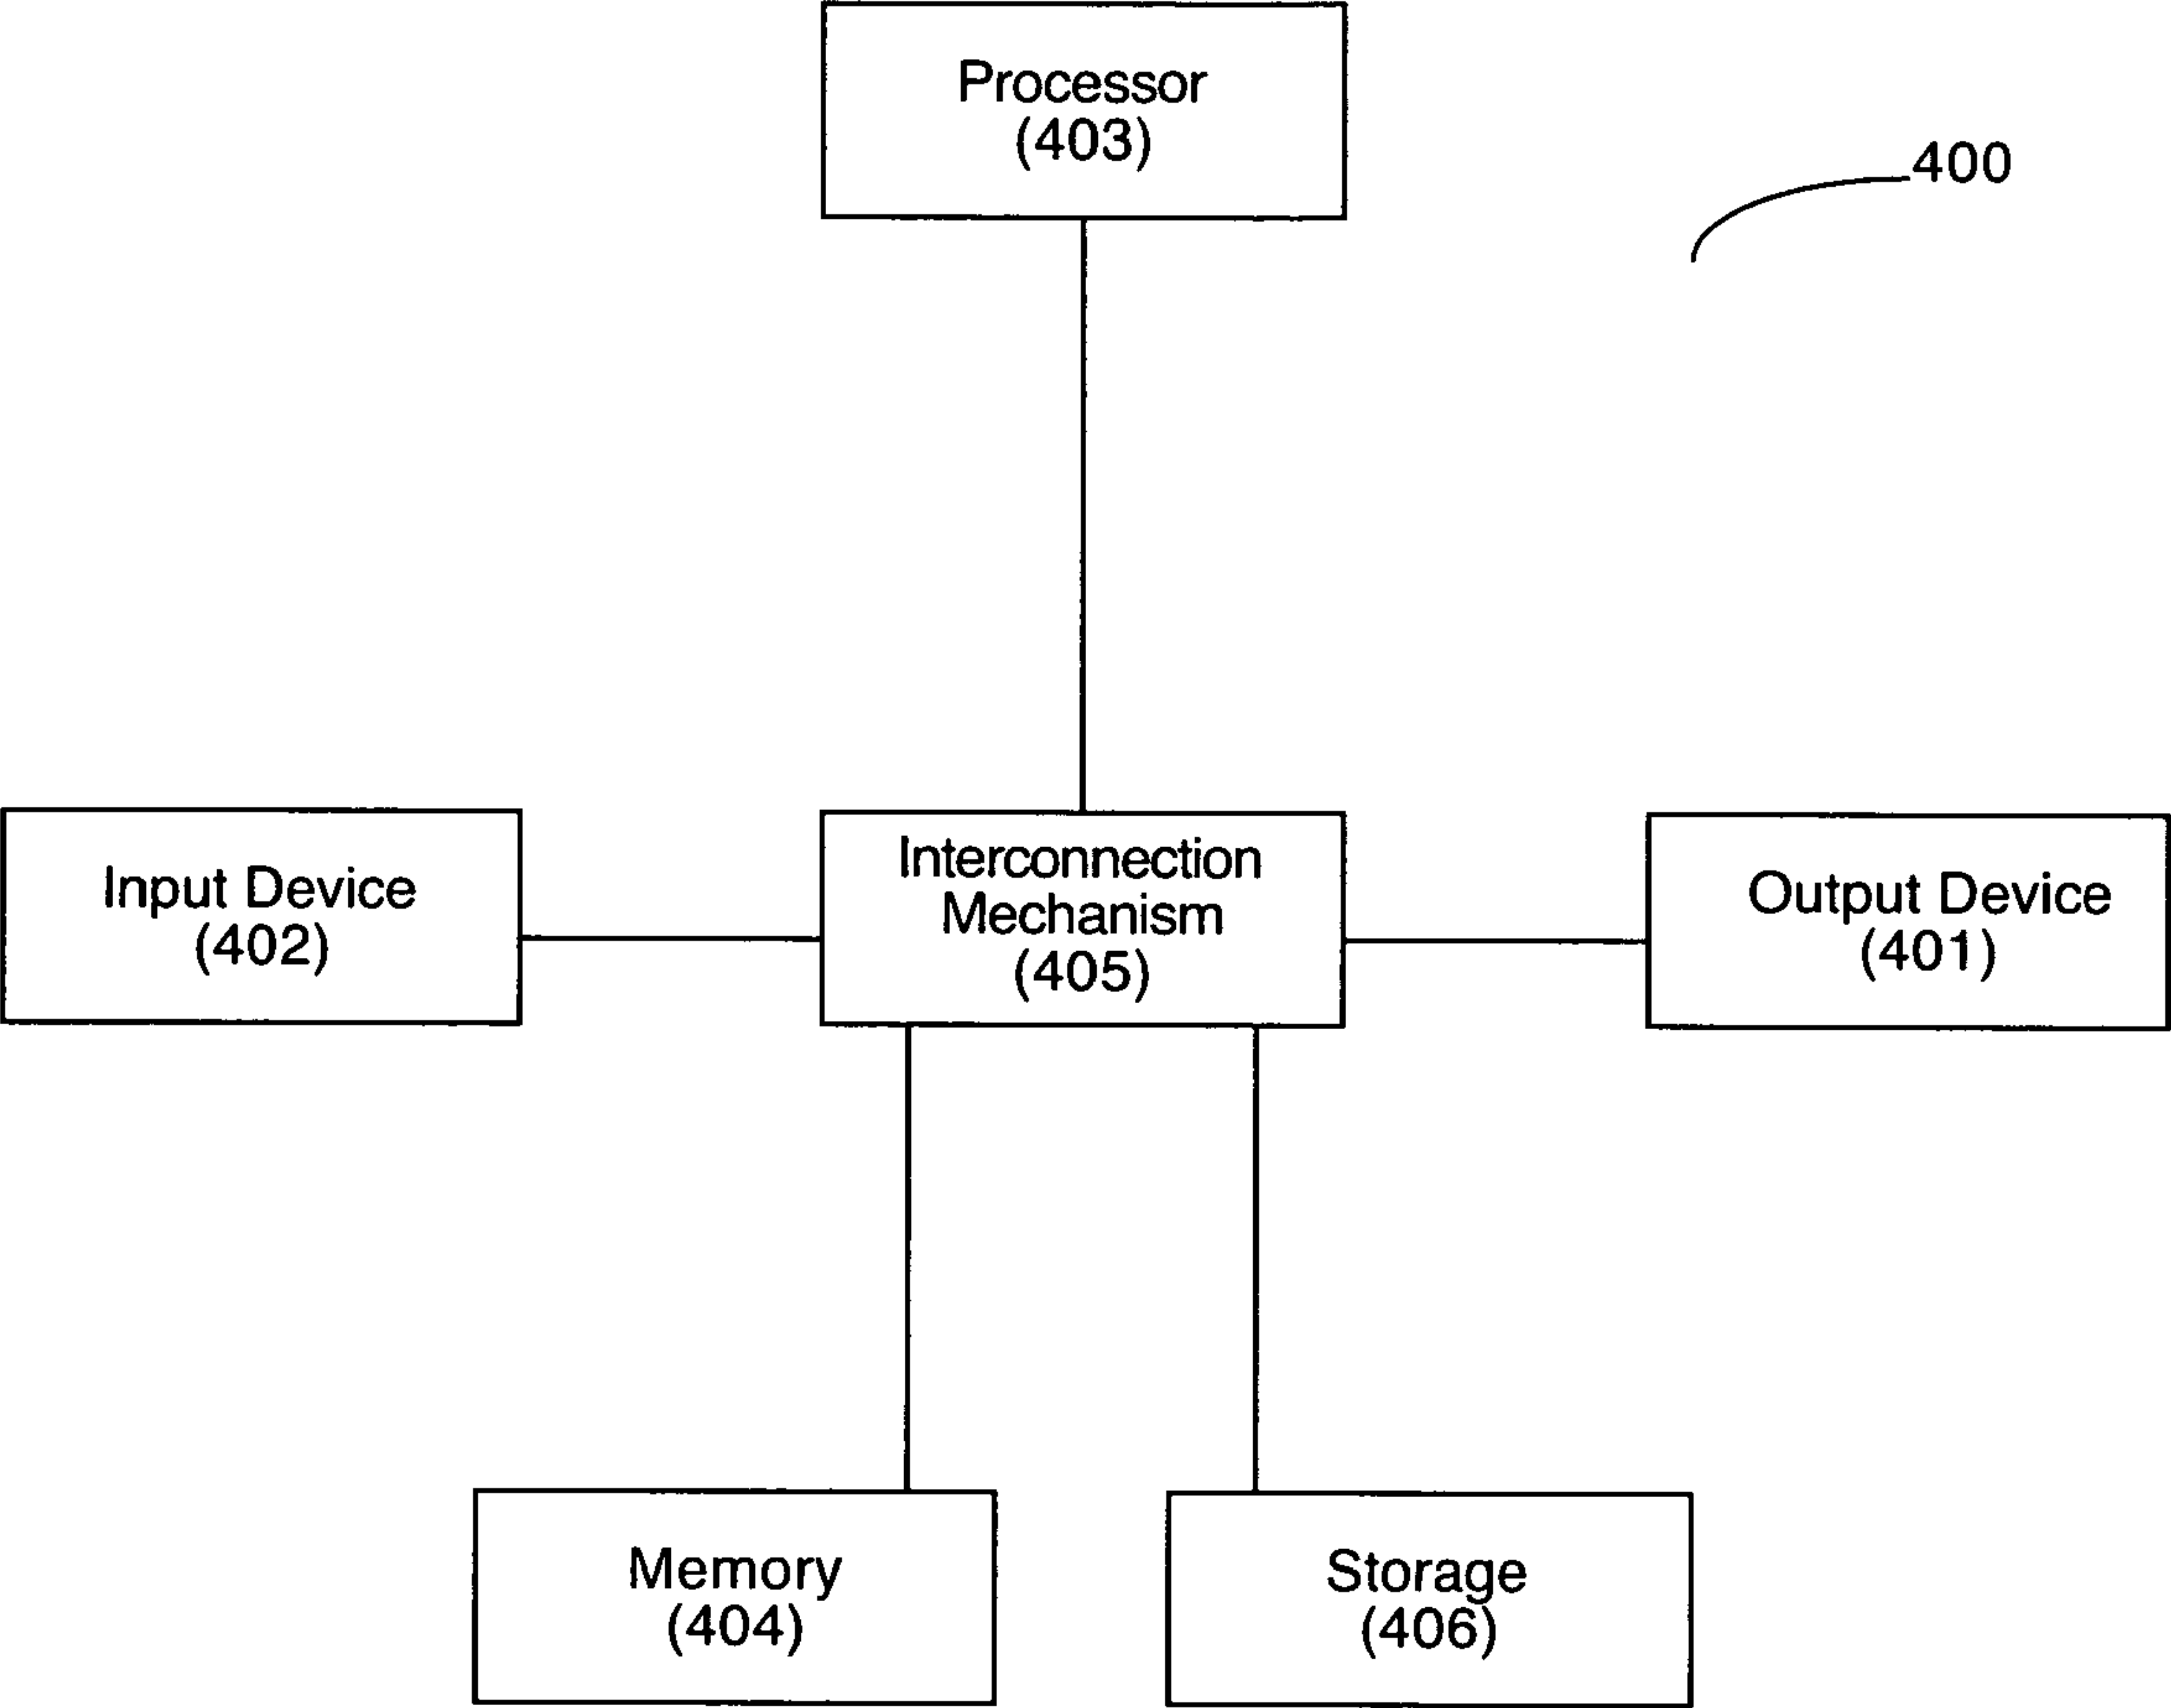 Processor
(403)
400
Input Device
(402)
Interconnection
Mechanism
(405)
Output Device
(401)
Memory
(404)
Storage
(406)